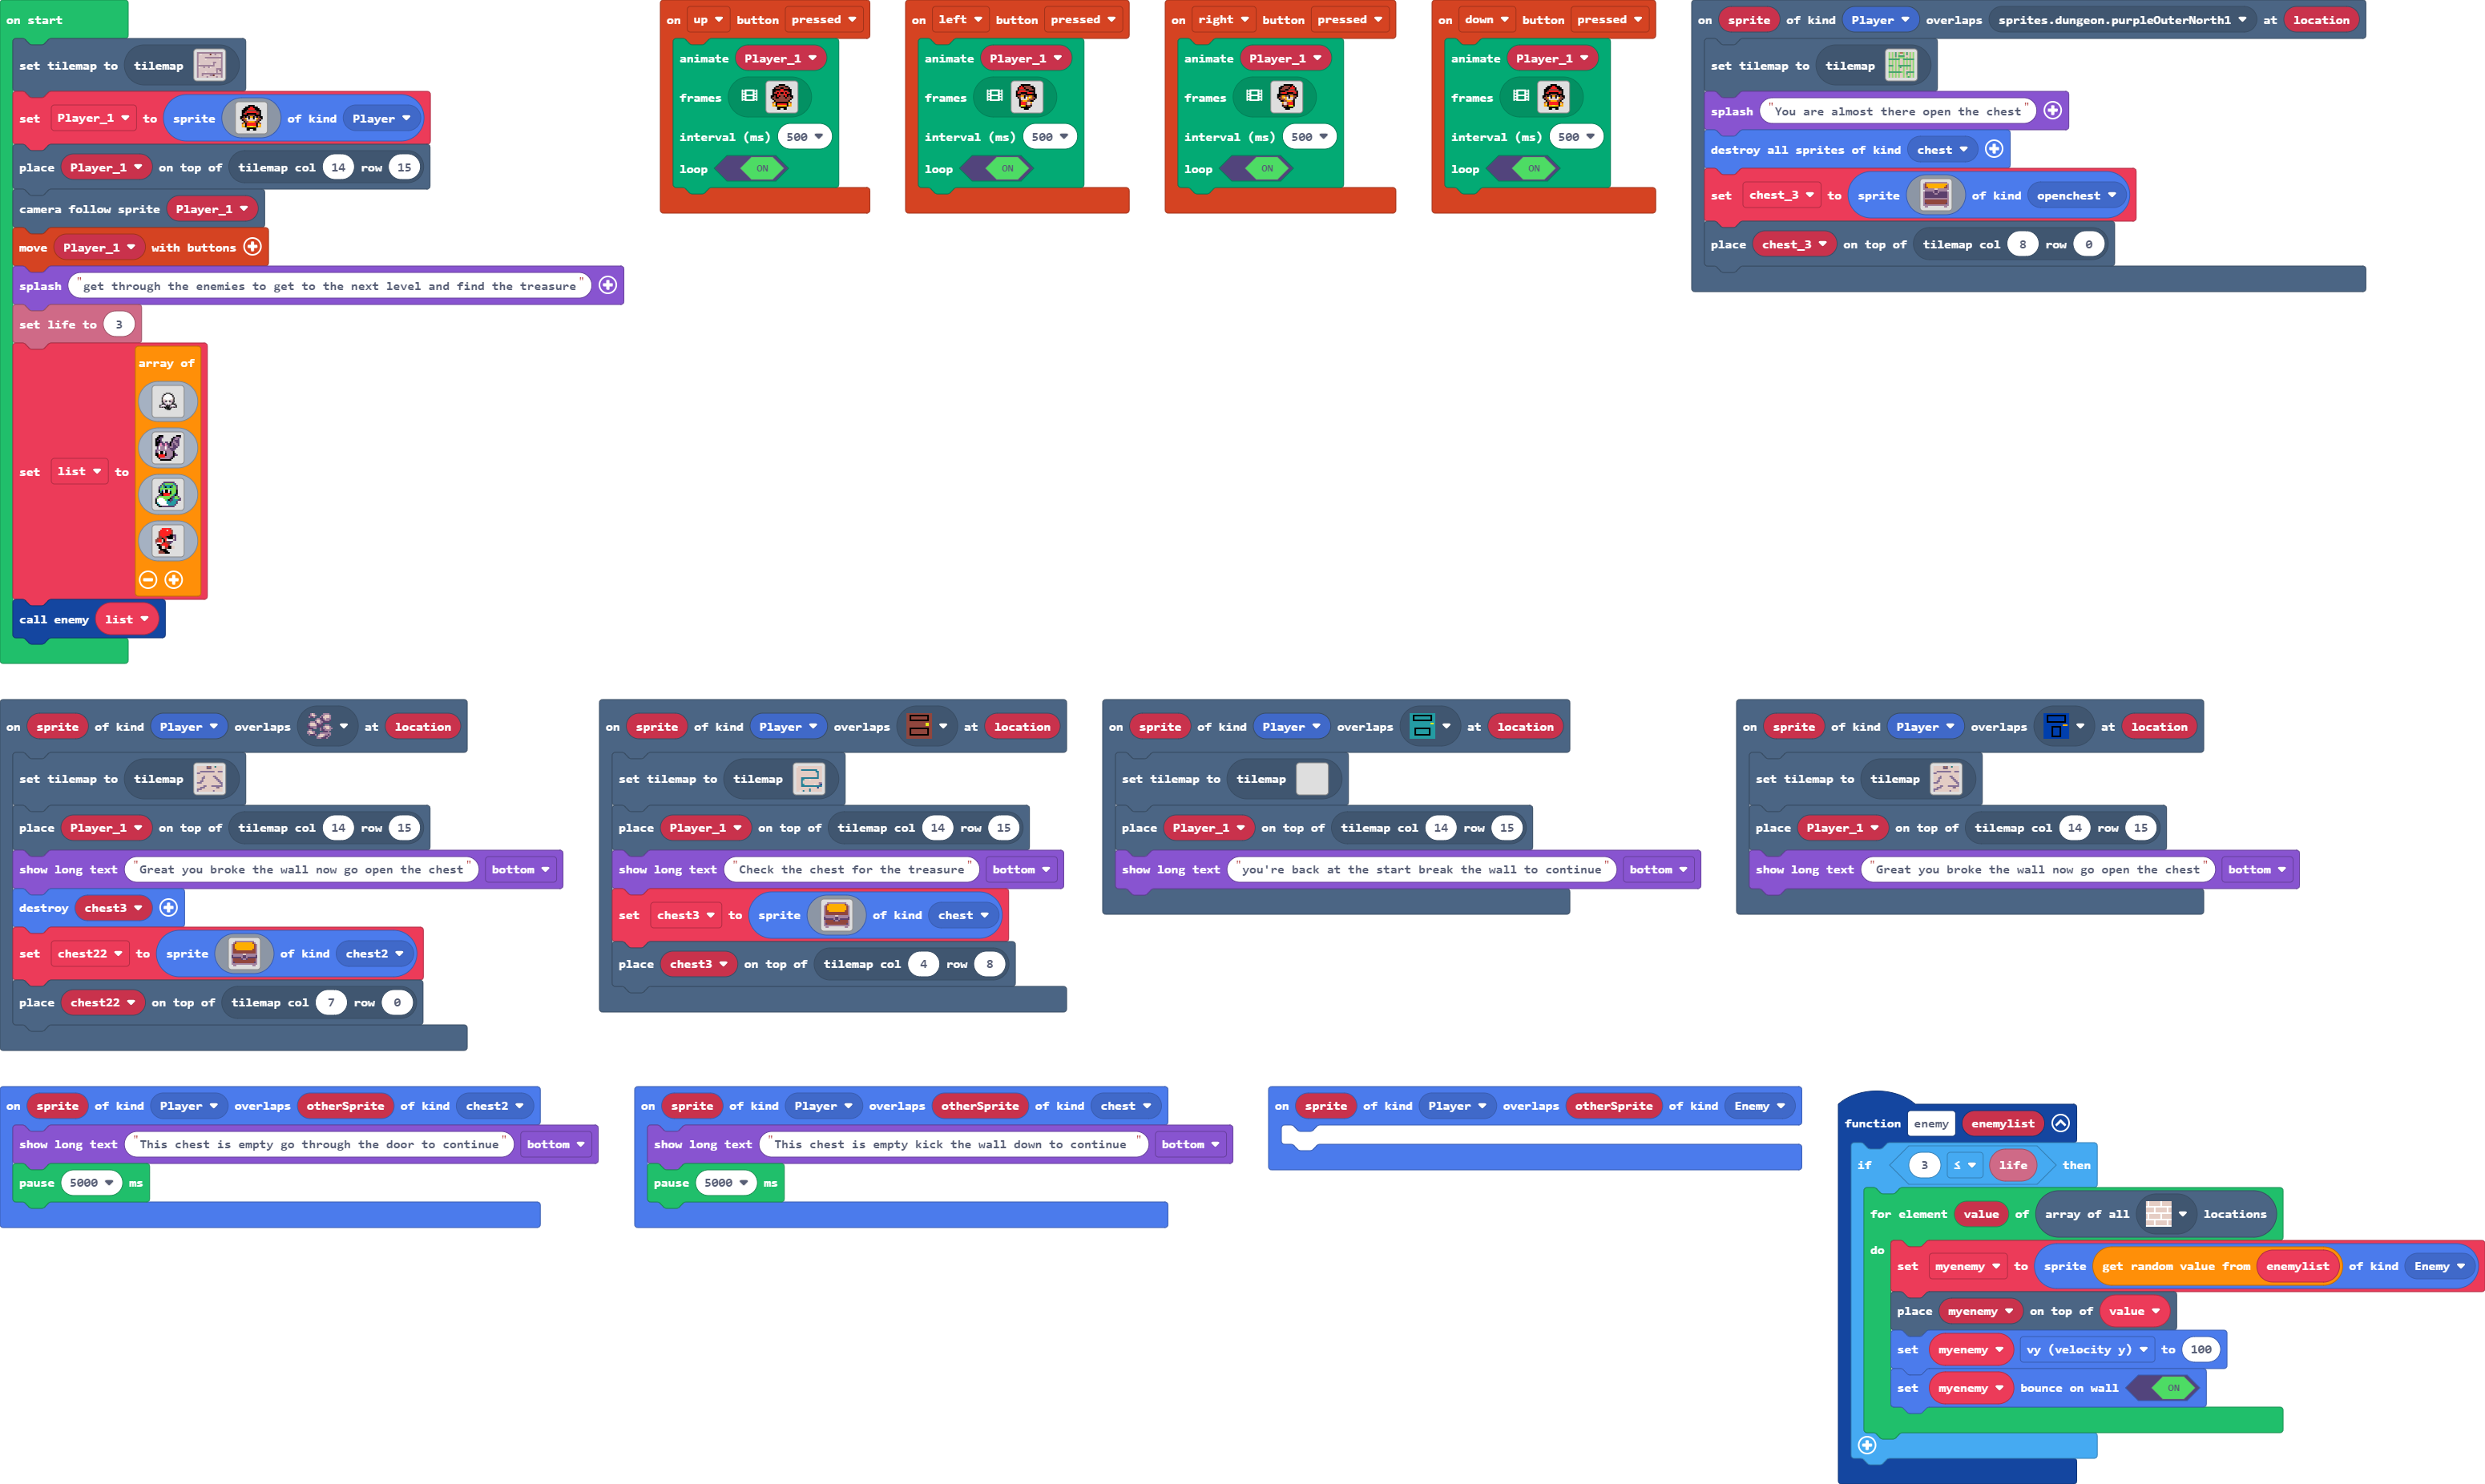 on start
set tilemap to tilemap
set Player_1 to sprite of kind Player
place Player_1 on top of tilemap col 14 row 15
camera follow sprite Player_1
move Player_1 with buttons
splash "get through the enemies to get to the next level and find the treasure"
set life to 3
array of
set list to
call enemy list
on up button pressed
animate Player_1
frames
interval (ms) 500
loop ON
on left button pressed
animate Player_1
frames
interval (ms) 500
loop ON
on right button pressed
animate Player_1
frames
interval (ms) 500
loop ON
on down button pressed
animate Player_1
frames
interval (ms) 500
loop ON
on sprite of kind Player overlaps sprites.dungeon.purpleOuterNorth1 at location
set tilemap to tilemap
splash "You are almost there open the chest"
destroy all sprites of kind chest
set chest_3 to sprite of kind openchest
place chest_3 on top of tilemap col 8 row 0
on sprite of kind Player overlaps at location
set tilemap to tilemap
place Player_1 on top of tilemap col 14 row 15
show long text "Great you broke the wall now go open the chest" bottom
destroy chest3
set chest22 to sprite of kind chest2
place chest22 on top of tilemap col 7 row 0
on sprite of kind Player overlaps at location
set tilemap to tilemap
place Player_1 on top of tilemap col 14 row 15
show long text "Check the chest for the treasure" bottom
set chest3 to sprite of kind chest
place chest3 on top of tilemap col 4 row 8
on sprite of kind Player overlaps at location
set tilemap to tilemap
place Player_1 on top of tilemap col 14 row 15
show long text "you're back at the start break the wall to continue" bottom
on sprite of kind Player overlaps at location
set tilemap to tilemap
place Player_1 on top of tilemap col 14 row 15
show long text "Great you broke the wall now go open the chest" bottom
on sprite of kind Player overlaps otherSprite of kind chest2
show long text "This chest is empty go through the door to continue" bottom
pause 5000 ms
on sprite of kind Player overlaps otherSprite of kind chest
show long text "This chest is empty kick the wall down to continue " bottom
pause 5000 ms
on sprite of kind Player overlaps otherSprite of kind Enemy
function enemy enemylist
if 3 ≤ life then
for element value of array of all locations
do
set myenemy to sprite get random value from enemylist of kind Enemy
place myenemy on top of value
set myenemy vy (velocity y) to 100
set myenemy bounce on wall ON